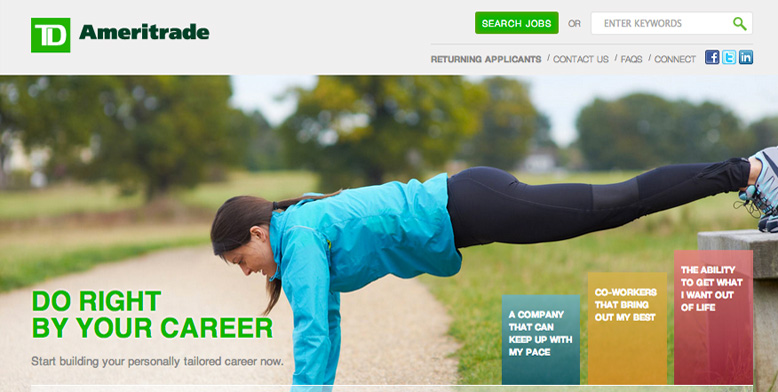 TD Ameritrade
SEARCH JOBS OR ENTER KEYWORDS
RETURNING APPLICANTS / CONTACT US / FAQS / CONNECT f t in
DO RIGHT
BY YOUR CAREER
Start building your personally tailored career now.
A COMPANY
THAT CAN
KEEP UP WITH
MY PACE
CO-WORKERS
THAT BRING
OUT MY BEST
THE ABILITY
TO GET WHAT
I WANT OUT
OF LIFE